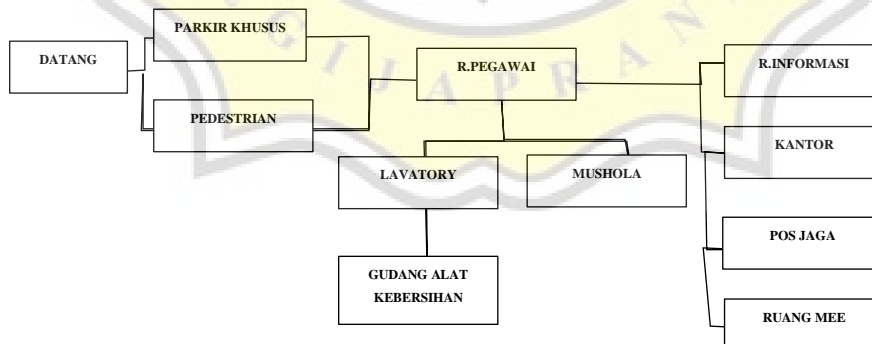 DATANG
PARKIR KHUSUS
PEDESTRIAN
R.PEGAWAI
LAVATORY
MUSHOLA
GUDANG ALAT
KEBERSIHAN
R.INFORMASI
KANTOR
POS JAGA
RUANG MEE
G I J A P R A N